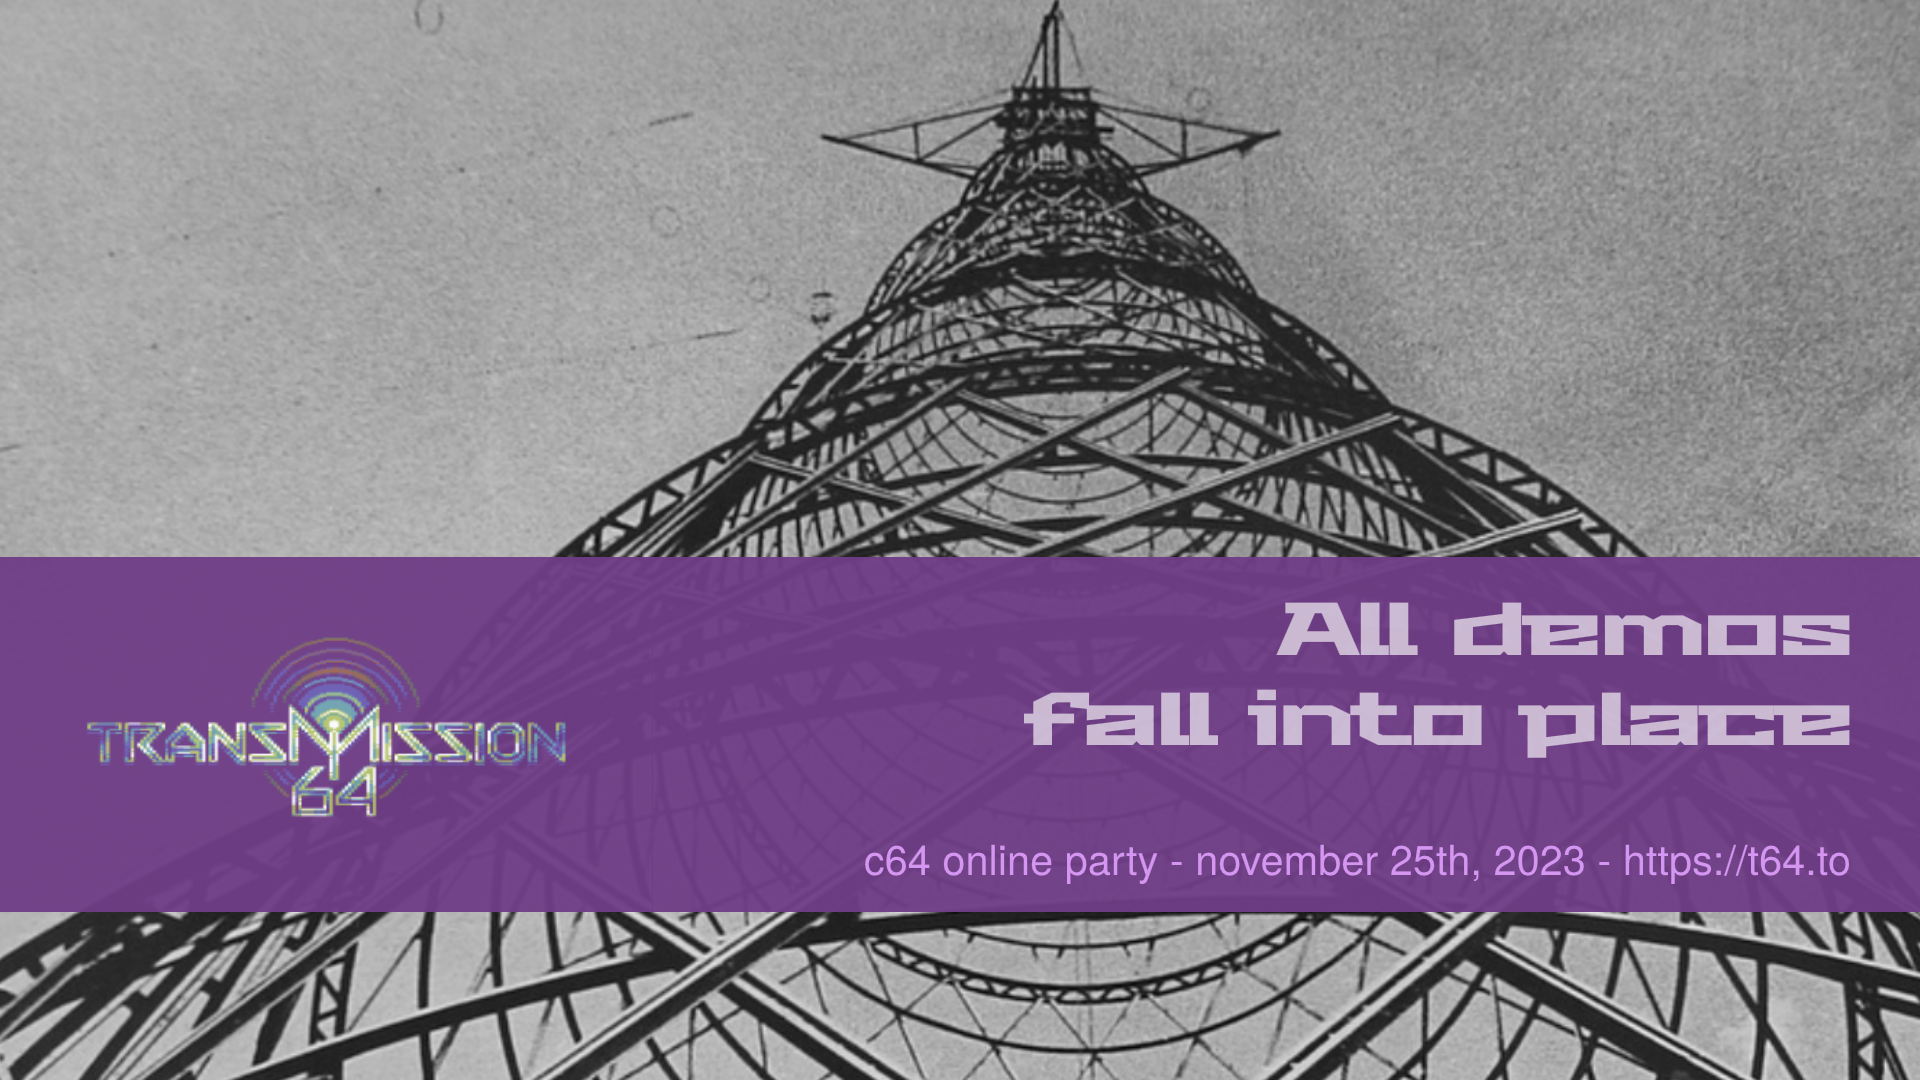 TRANSMISSION
64
All demos
fall into place
c64 online party - november 25th, 2023 - https://t64.to